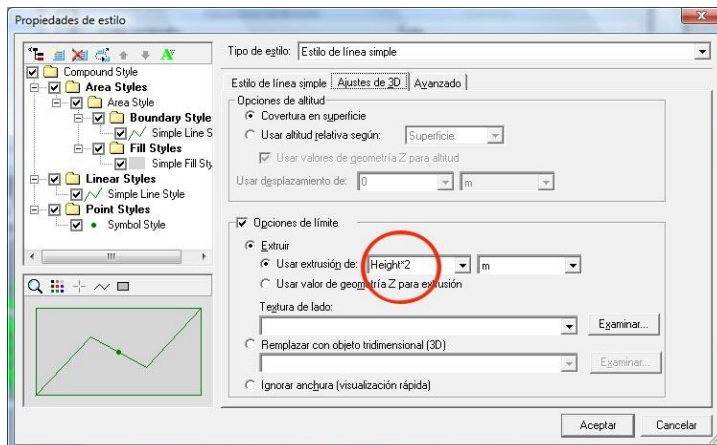 Propiedades de estilo
Tipo de estilo: Estilo de línea simple
Compound Style
Area Styles
Area Style
Boundary Style
Simple Line S
Fill Styles
Simple Fill Sty
Linear Styles
Simple Line Style
Point Styles
Symbol Style
Estilo de línea simple Ajustes de 3D Avanzado
Opciones de altitud
Covertura en superficie
Usar altitud relativa según: Superficie
Usar valores de geometría Z para altitud
Usar desplazamiento de: 0 m
Opciones de límite
Extruir
Usar extrusión de: Height*2 m
Usar valor de geometría Z para extrusión
Textura de lado:
Examinar...
Remplazar con objeto tridimensional (3D)
Examinar...
Ignorar anchura (visualización rápida)
Aceptar Cancelar